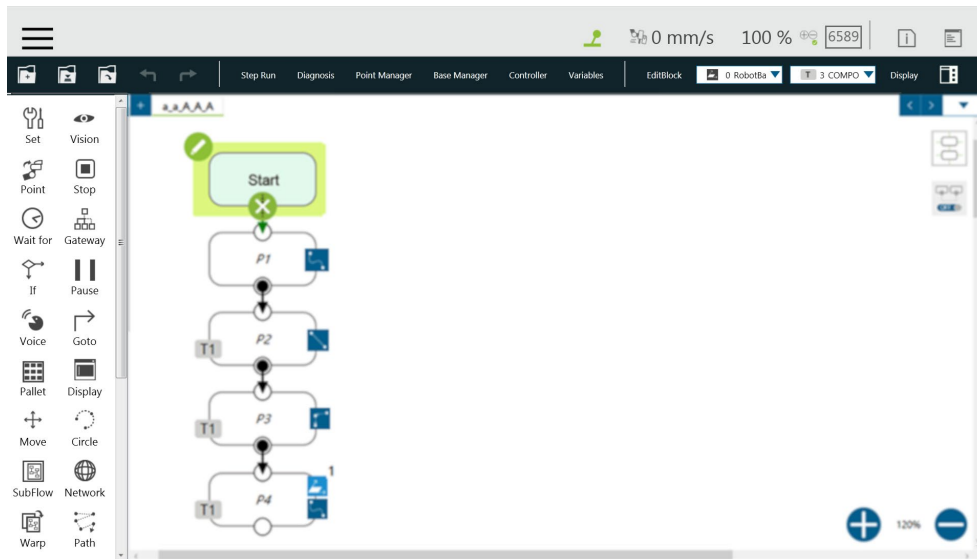 0 mm/s 100 % 6589
Step Run Diagnosis Point Manager Base Manager Controller Variables EditBlock 0 RobotBa T 3 COMPO Display
a_a_A_A_A
Set Vision
Point Stop
Wait for Gateway
If Pause
Voice Goto
Pallet Display
Move Circle
SubFlow Network
Warp Path
Start
P1
P2
T1
P3
T1
1
P4
T1
120%